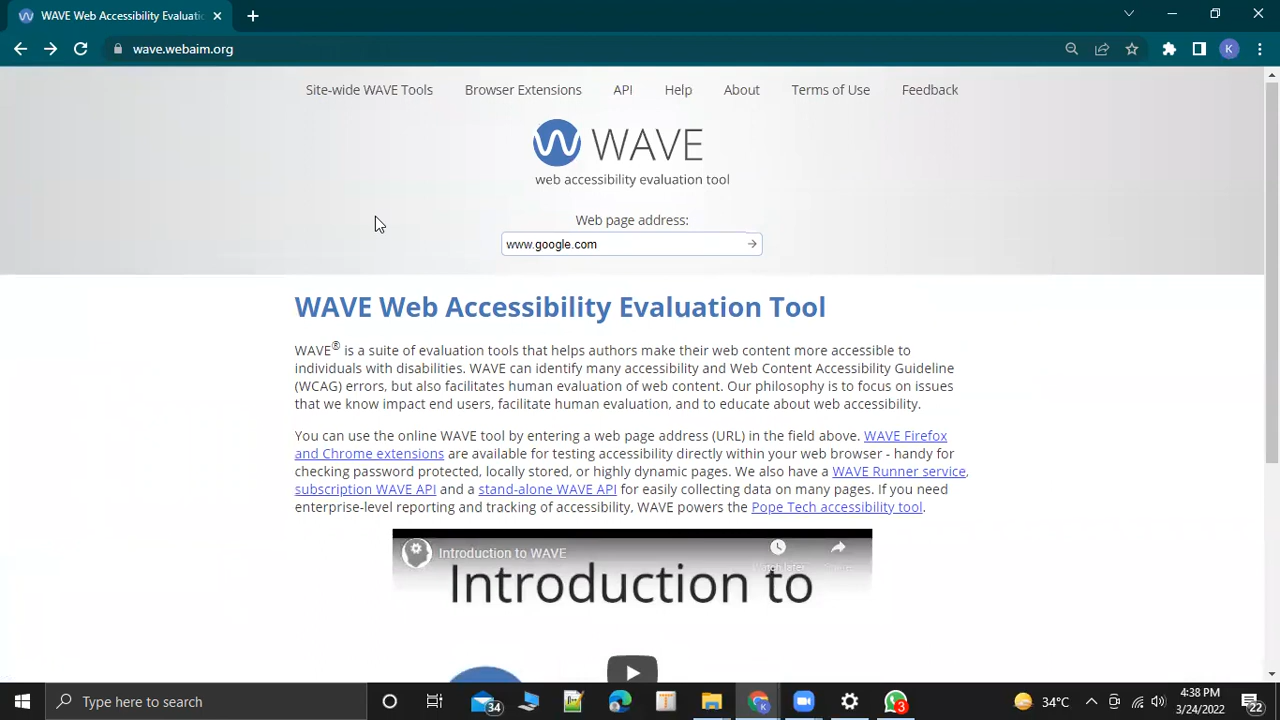 WAVE Web Accessibility Evaluatio
wave.webaim.org
K
Site-wide WAVE Tools Browser Extensions API Help About Terms of Use Feedback
WAVE
web accessibility evaluation tool
Web page address:
www.google.com
WAVE Web Accessibility Evaluation Tool
WAVE® is a suite of evaluation tools that helps authors make their web content more accessible to
individuals with disabilities. WAVE can identify many accessibility and Web Content Accessibility Guideline
(WCAG) errors, but also facilitates human evaluation of web content. Our philosophy is to focus on issues
that we know impact end users, facilitate human evaluation, and to educate about web accessibility.
You can use the online WAVE tool by entering a web page address (URL) in the field above. WAVE Firefox
and Chrome extensions are available for testing accessibility directly within your web browser - handy for
checking password protected, locally stored, or highly dynamic pages. We also have a WAVE Runner service,
subscription WAVE API and a stand-alone WAVE API for easily collecting data on many pages. If you need
enterprise-level reporting and tracking of accessibility, WAVE powers the Pope Tech accessibility tool.
Introduction to WAVE
Watch later
Introduction to
Type here to search
34
K
3
34°C
4:38 PM
3/24/2022
22